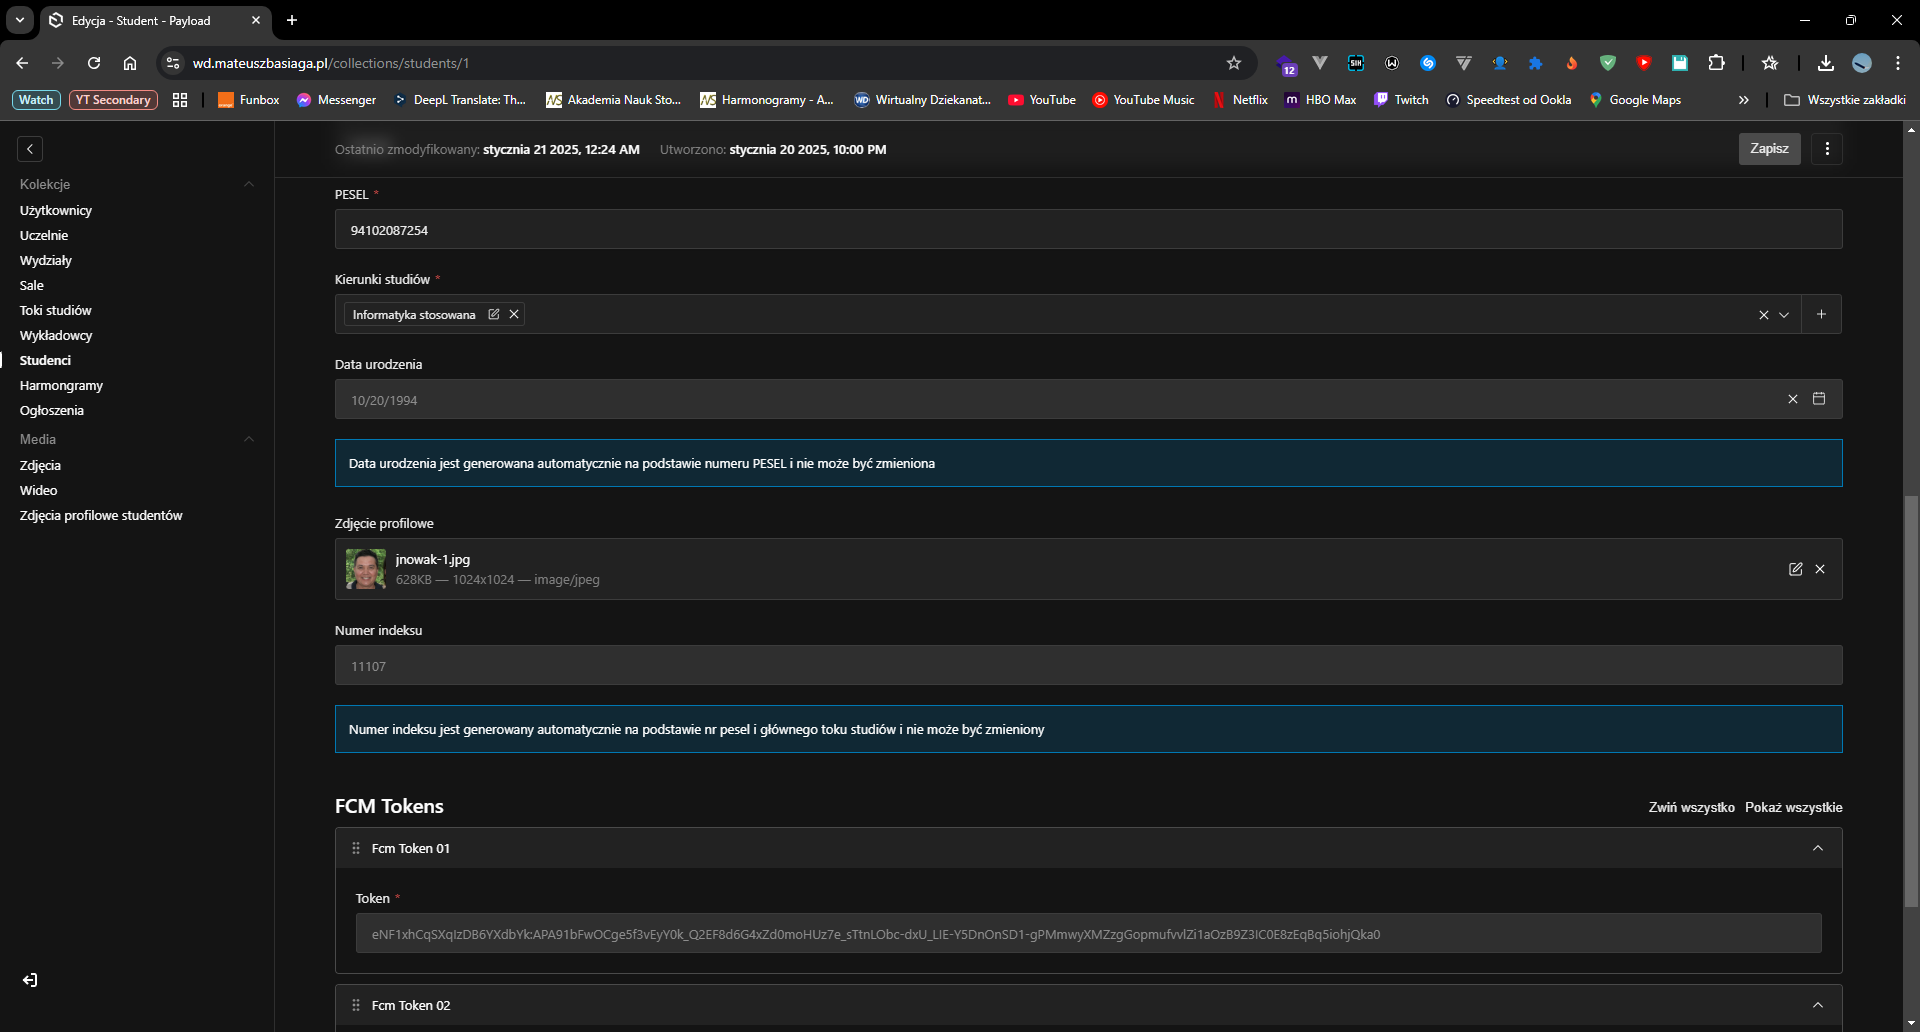 Edycja - Student - Payload
wd.mateuszbasiaga.pl/collections/students/1
12
SIH
Watch
YT Secondary
Funbox
Messenger
DeepL Translate: Th...
Akademia Nauk Sto...
Harmonogramy - A...
Wirtualny Dziekanat...
YouTube
YouTube Music
Netflix
HBO Max
Twitch
Speedtest od Ookla
Google Maps
Wszystkie zakładki
Ostatnio zmodyfikowany: stycznia 21 2025, 12:24 AM Utworzono: stycznia 20 2025, 10:00 PM
Zapisz
Kolekcje
Użytkownicy
Uczelnie
Wydziały
Sale
Toki studiów
Wykładowcy
Studenci
Harmonogramy
Ogłoszenia
Media
Zdjęcia
Wideo
Zdjęcia profilowe studentów
PESEL *
94102087254
Kierunki studiów *
Informatyka stosowana
Data urodzenia
10/20/1994
Data urodzenia jest generowana automatycznie na podstawie numeru PESEL i nie może być zmieniona
Zdjęcie profilowe
jnowak-1.jpg
628KB — 1024x1024 — image/jpeg
Numer indeksu
11107
Numer indeksu jest generowany automatycznie na podstawie nr pesel i głównego toku studiów i nie może być zmieniony
FCM Tokens
Zwiń wszystko Pokaż wszystkie
Fcm Token 01
Token *
eNF1xhCqSXqIzDB6YXdbYk:APA91bFwOCge5f3vEyY0k_Q2EF8d6G4xZd0moHUz7e_sTtnLObc-dxU_LIE-Y5DnOnSD1-gPMmwyXMZzgGopmufvvlZi1aOzB9Z3IC0E8zEqBq5iohjQka0
Fcm Token 02